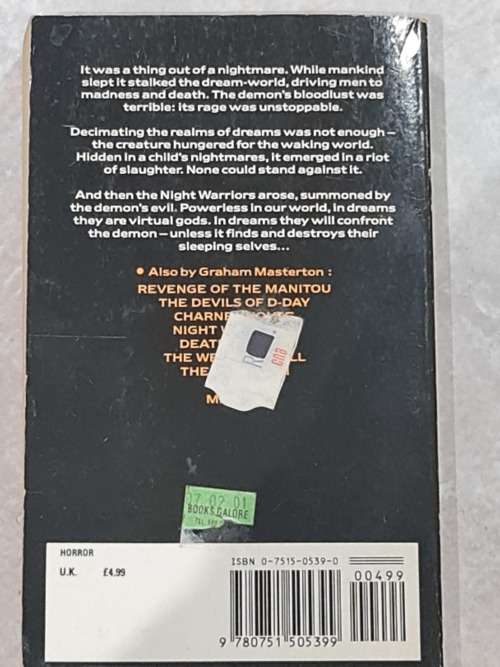 It was a thing out of a nightmare. While mankind
slept it stalked the dream-world, driving men to
madness and death. The demon's bloodlust was
terrible: its rage was unstoppable.
Decimating the realms of dreams was not enough –
the creature hungered for the waking world.
Hidden in a child's nightmares, it emerged in a riot
of slaughter. None could stand against it.
And then the Night Warriors arose, summoned by
the demon's evil. Powerless in our world, in dreams
they are virtual gods. In dreams they will confront
the demon – unless it finds and destroys their
sleeping selves...
• Also by Graham Masterton :
REVENGE OF THE MANITOU
THE DEVILS OF D-DAY
NIGHT
THE
THE
07 02 01
BOOKS GALORE
HORROR
U.K. £4.99
ISBN 0-7515-0539-0
00499
9 780751 505399